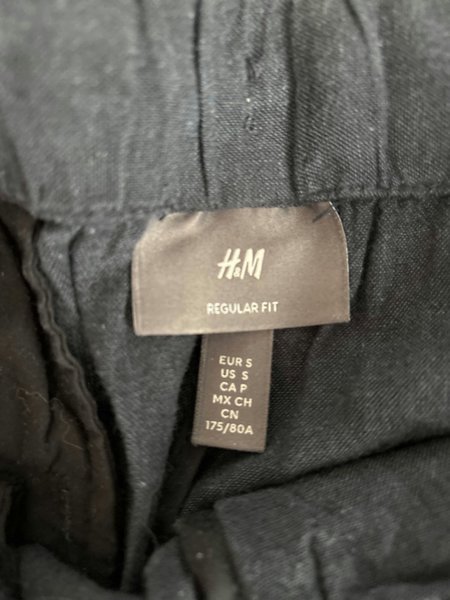 H&M
REGULAR FIT
EUR S
US S
CA P
MX CH
CN
175/80A